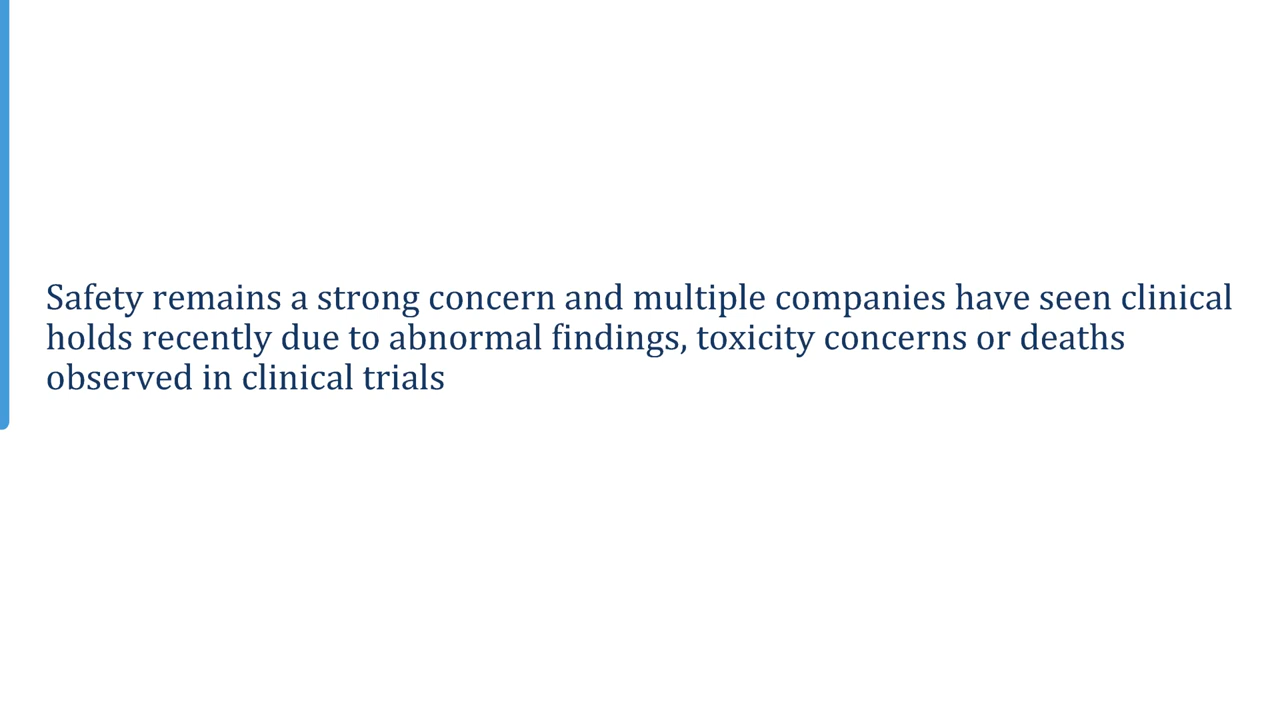 Safety remains a strong concern and multiple companies have seen clinical
holds recently due to abnormal findings, toxicity concerns or deaths
observed in clinical trials